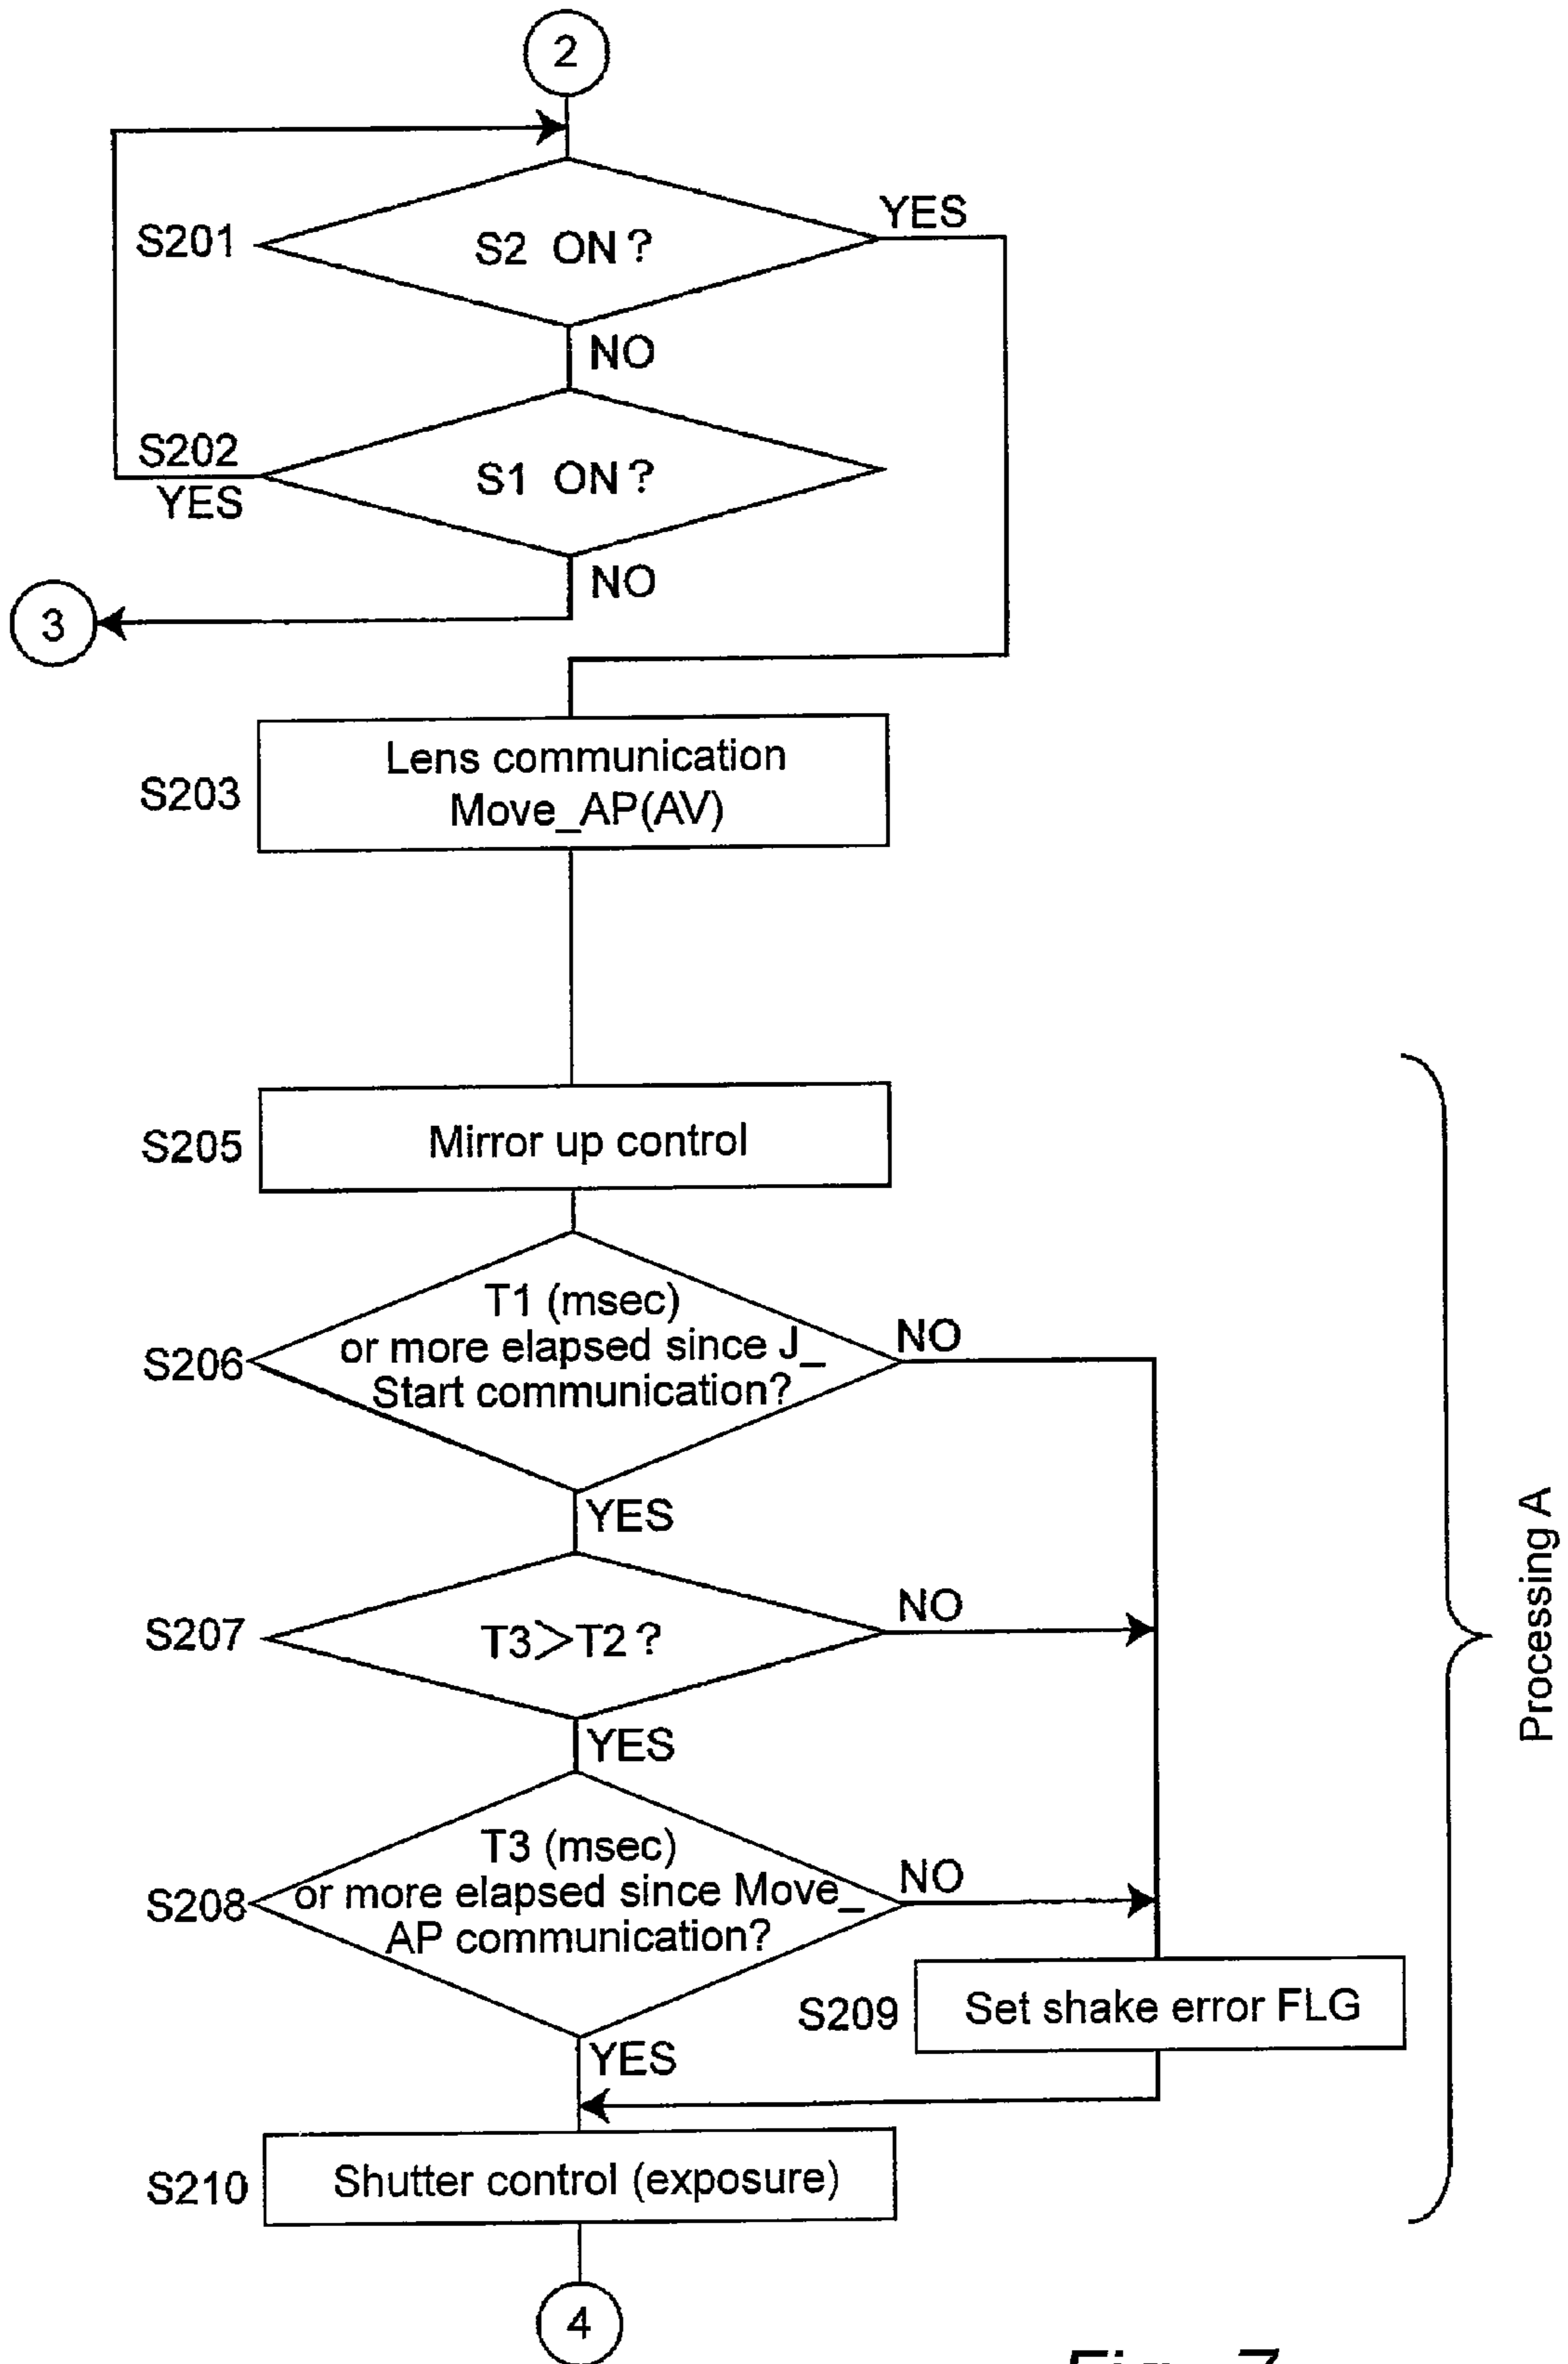 2
S201
S2 ON?
YES
NO
S202
YES
S1 ON?
NO
3
S203
Lens communication
Move_AP(AV)
S205
Mirror up control
S206
T1 (msec)
or more elapsed since J_
Start communication?
NO
YES
S207
T3>T2?
NO
YES
S208
T3 (msec)
or more elapsed since Move_
AP communication?
NO
YES
S209
Set shake error FLG
S210
Shutter control (exposure)
4
Processing A